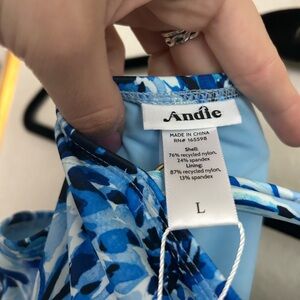 Andie
MADE IN CHINA
RN# 165598
Shell:
76% recycled nylon,
24% spandex
Lining:
87% recycled nylon,
13% spandex
L